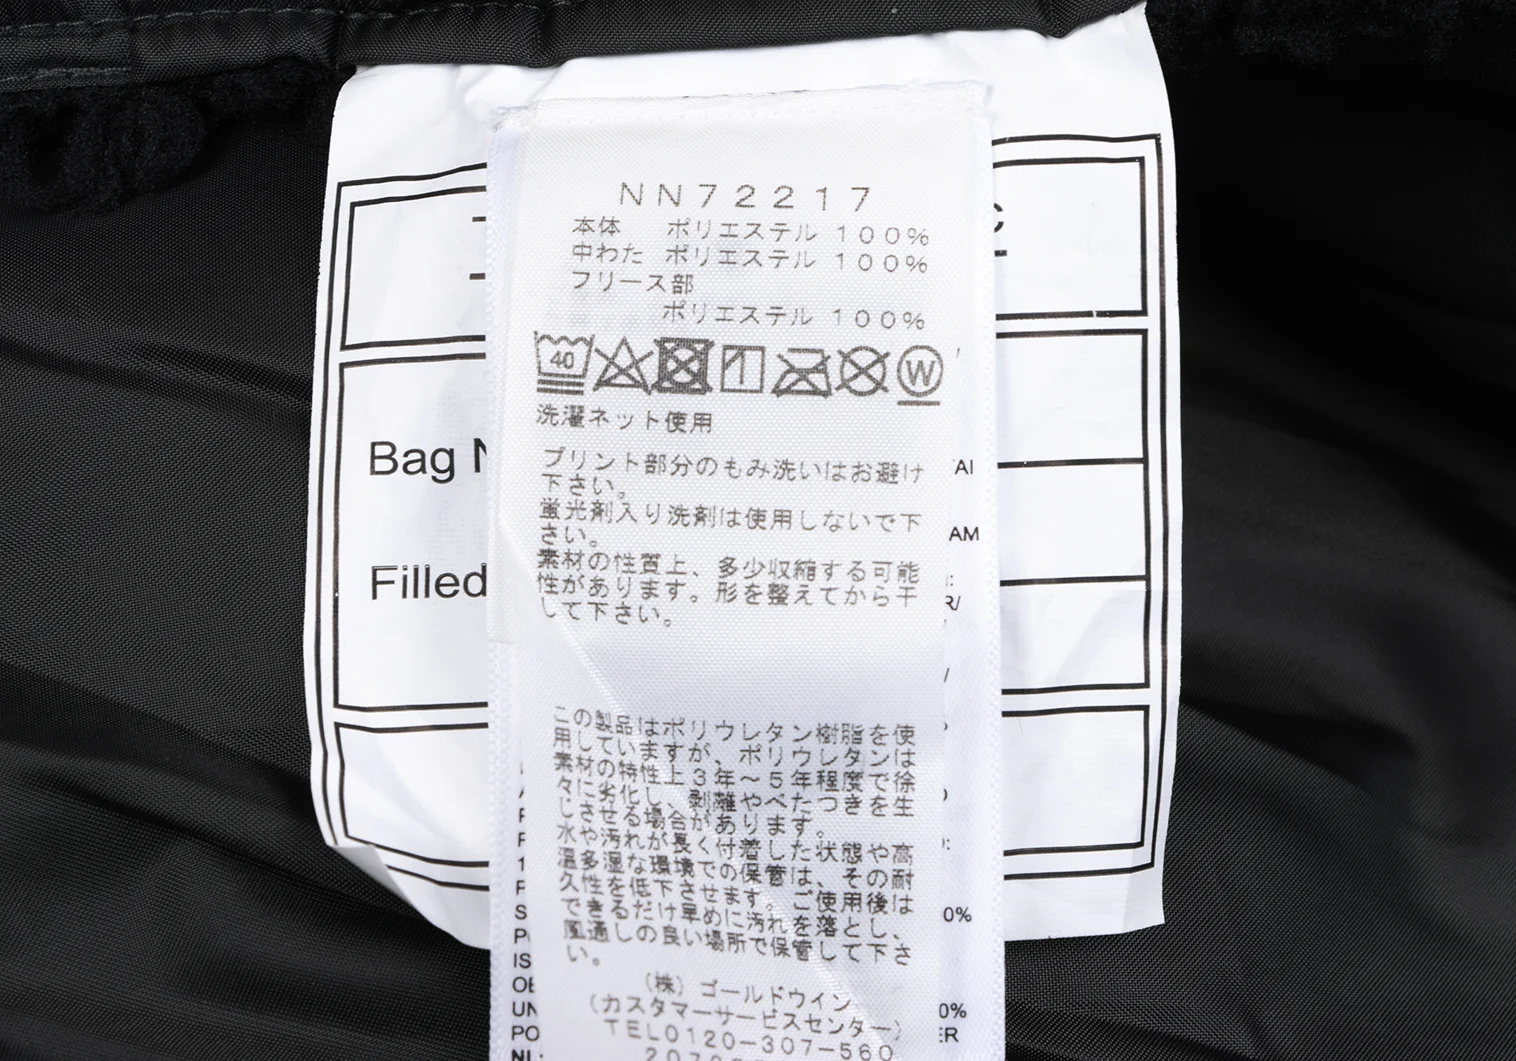 NN72217
本体 ポリエステル 100%
中わた ポリエステル 100%
フリース部
ポリエステル 100%
40
W
洗濯ネット使用
プリント部分のもみ洗いはお避け
下さい。
蛍光剤入り洗剤は使用しないで下
さい。
素材の性質上、多少収縮する可能
性があります。形を整えてから干
して下さい。
この製品はポリウレタン樹脂を使
用していますが、ポリウレタンは
素材の特性上3年～5年程度で徐
々に劣化し、剥離やべたつきを生
じさせる場合があります。
水や汚れが長く付着した状態や高
温多湿な環境での保管は、その耐
久性を低下させます。ご使用後は
できるだけ早めに汚れを落とし、
風通しの良い場所で保管して下さ
い。
(株)ゴールドウイン
(カスタマーサービスセンター)
TEL0120-307-560
Bag
Filled
AM
0%
0%